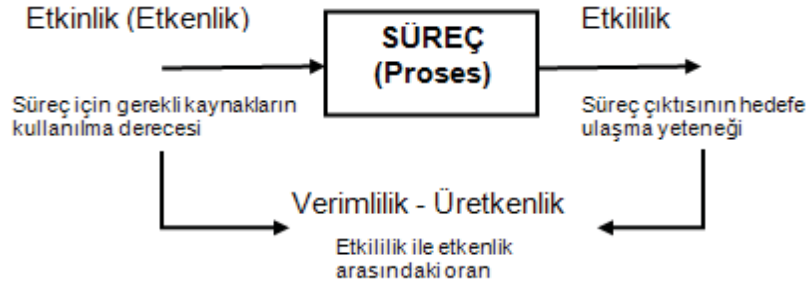 Etkinlik (Etkenlik)
SÜREÇ
(Proses)
Etkililik
Süreç için gerekli kaynakların
kullanılma derecesi
Süreç çıktısının hedefe
ulaşma yeteneği
Verimlilik - Üretkenlik
Etkililik ile etkenlik
arasındaki oran